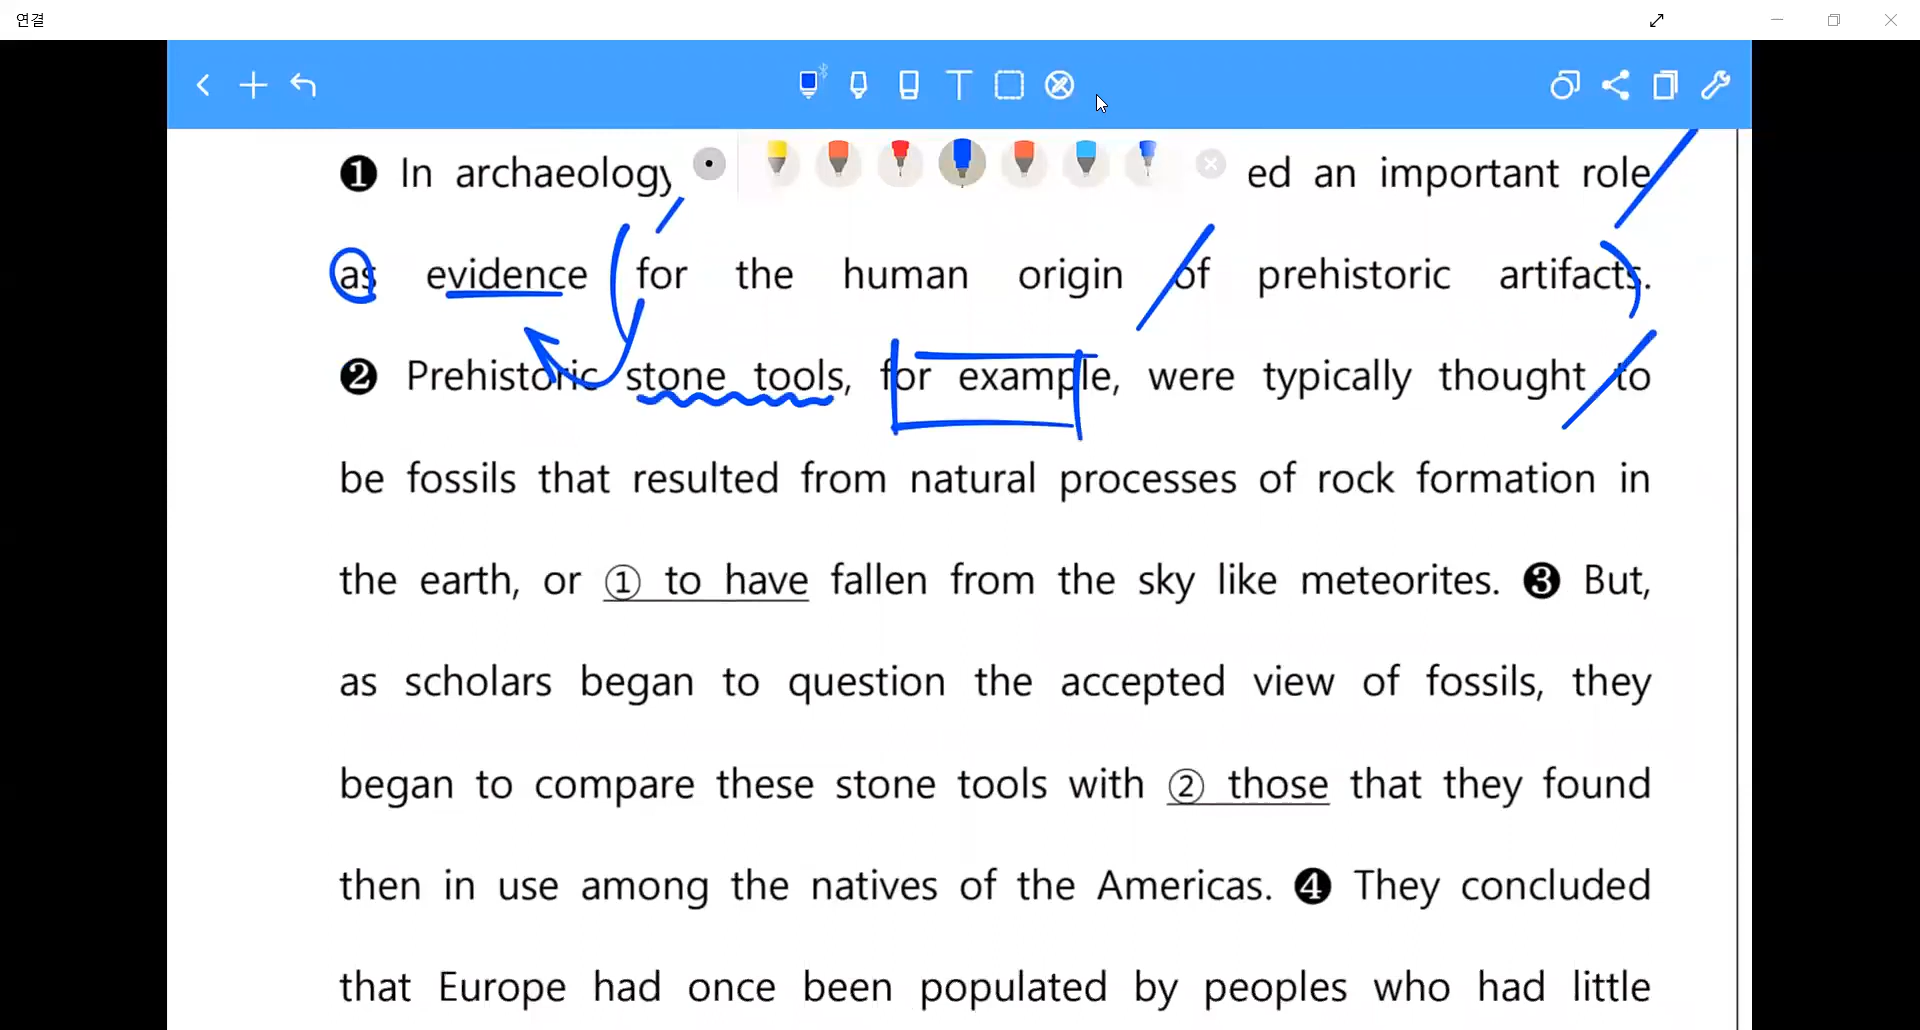 연결
❶ In archaeology ed an important role
as evidence for the human origin of prehistoric artifacts.
❷ Prehistoric stone tools, for example, were typically thought to
be fossils that resulted from natural processes of rock formation in
the earth, or ① to have fallen from the sky like meteorites. ❸ But,
as scholars began to question the accepted view of fossils, they
began to compare these stone tools with ② those that they found
then in use among the natives of the Americas. ❹ They concluded
that Europe had once been populated by peoples who had little